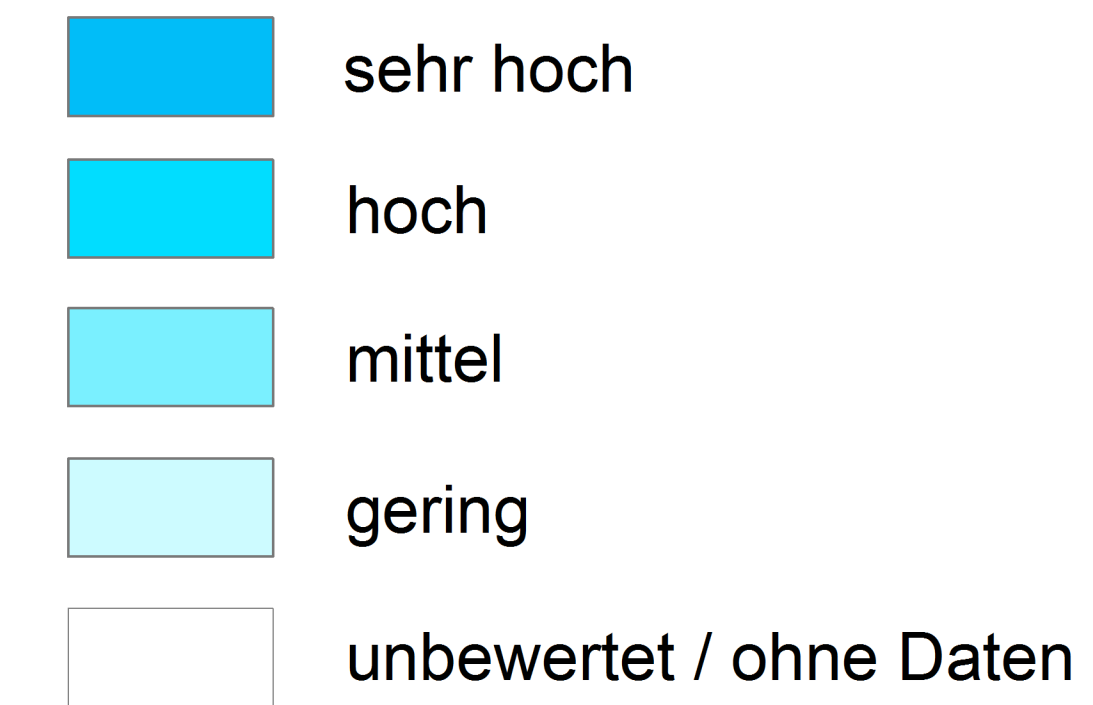 sehr hoch
hoch
mittel
gering
unbewertet / ohne Daten